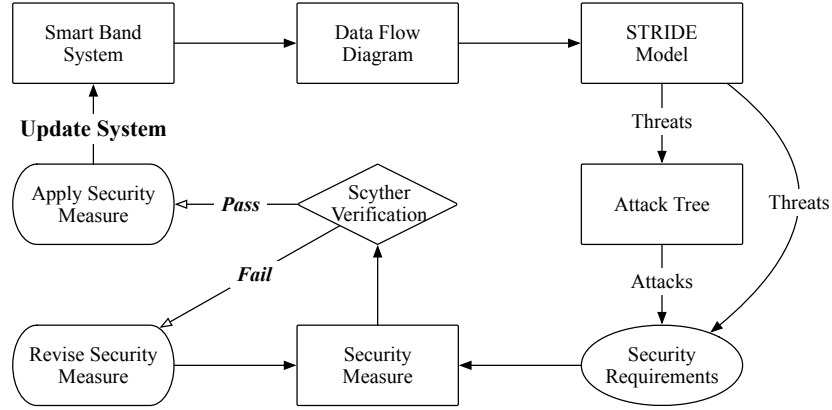 Smart Band
System
Data Flow
Diagram
STRIDE
Model
Update System
Threats
Threats
Apply Security
Measure
Pass
Scyther
Verification
Attack Tree
Fail
Attacks
Revise Security
Measure
Security
Measure
Security
Requirements